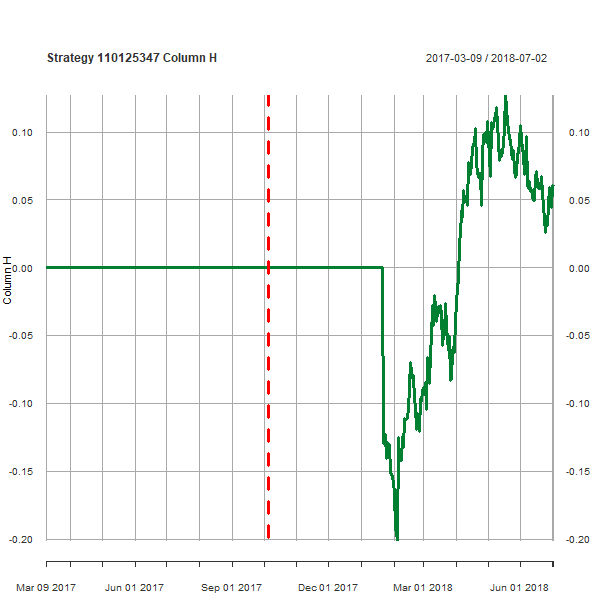 Strategy 110125347 Column H
2017-03-09 / 2018-07-02
0.10
0.05
0.00
-0.05
-0.10
-0.15
-0.20
Column H
0.10
0.05
0.00
-0.05
-0.10
-0.15
-0.20
Mar 09 2017
Jun 01 2017
Sep 01 2017
Dec 01 2017
Mar 01 2018
Jun 01 2018